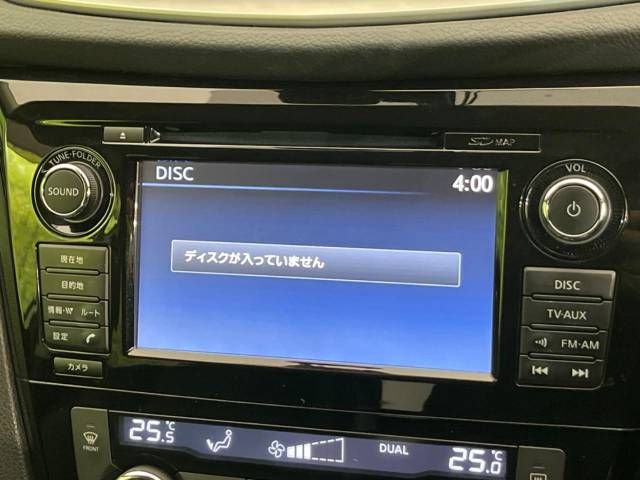 SD MAP
TUNE・FOLDER
SOUND
DISC
4:00
VOL
ディスクが入っていません
現在地
目的地
情報・VK ルート
設定
カメラ
DISC
TV・AUX
FM・AM
25.5℃
FRONT
DUAL
25.0℃